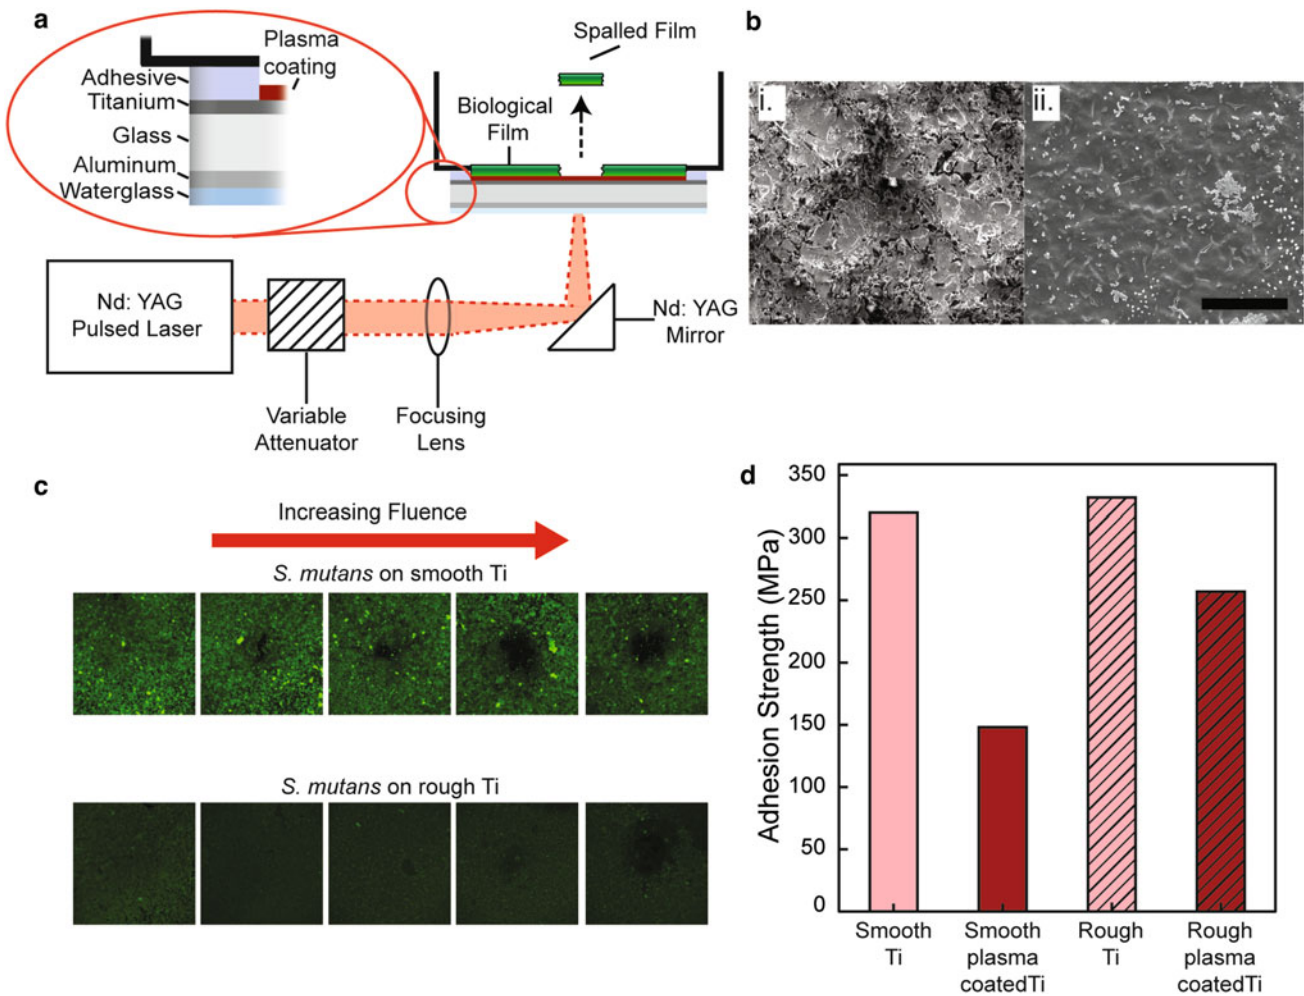 a
Plasma
coating
Adhesive
Titanium
Glass
Aluminum
Waterglass
Spalled Film
Biological
Film
Nd: YAG
Pulsed Laser
Nd: YAG
Mirror
Variable
Attenuator
Focusing
Lens
b
i.
ii.
c
Increasing Fluence
S. mutans on smooth Ti
S. mutans on rough Ti
d
Adhesion Strength (MPa)
350
300
250
200
150
100
50
0
Smooth
Ti
Smooth
plasma
coatedTi
Rough
Ti
Rough
plasma
coatedTi